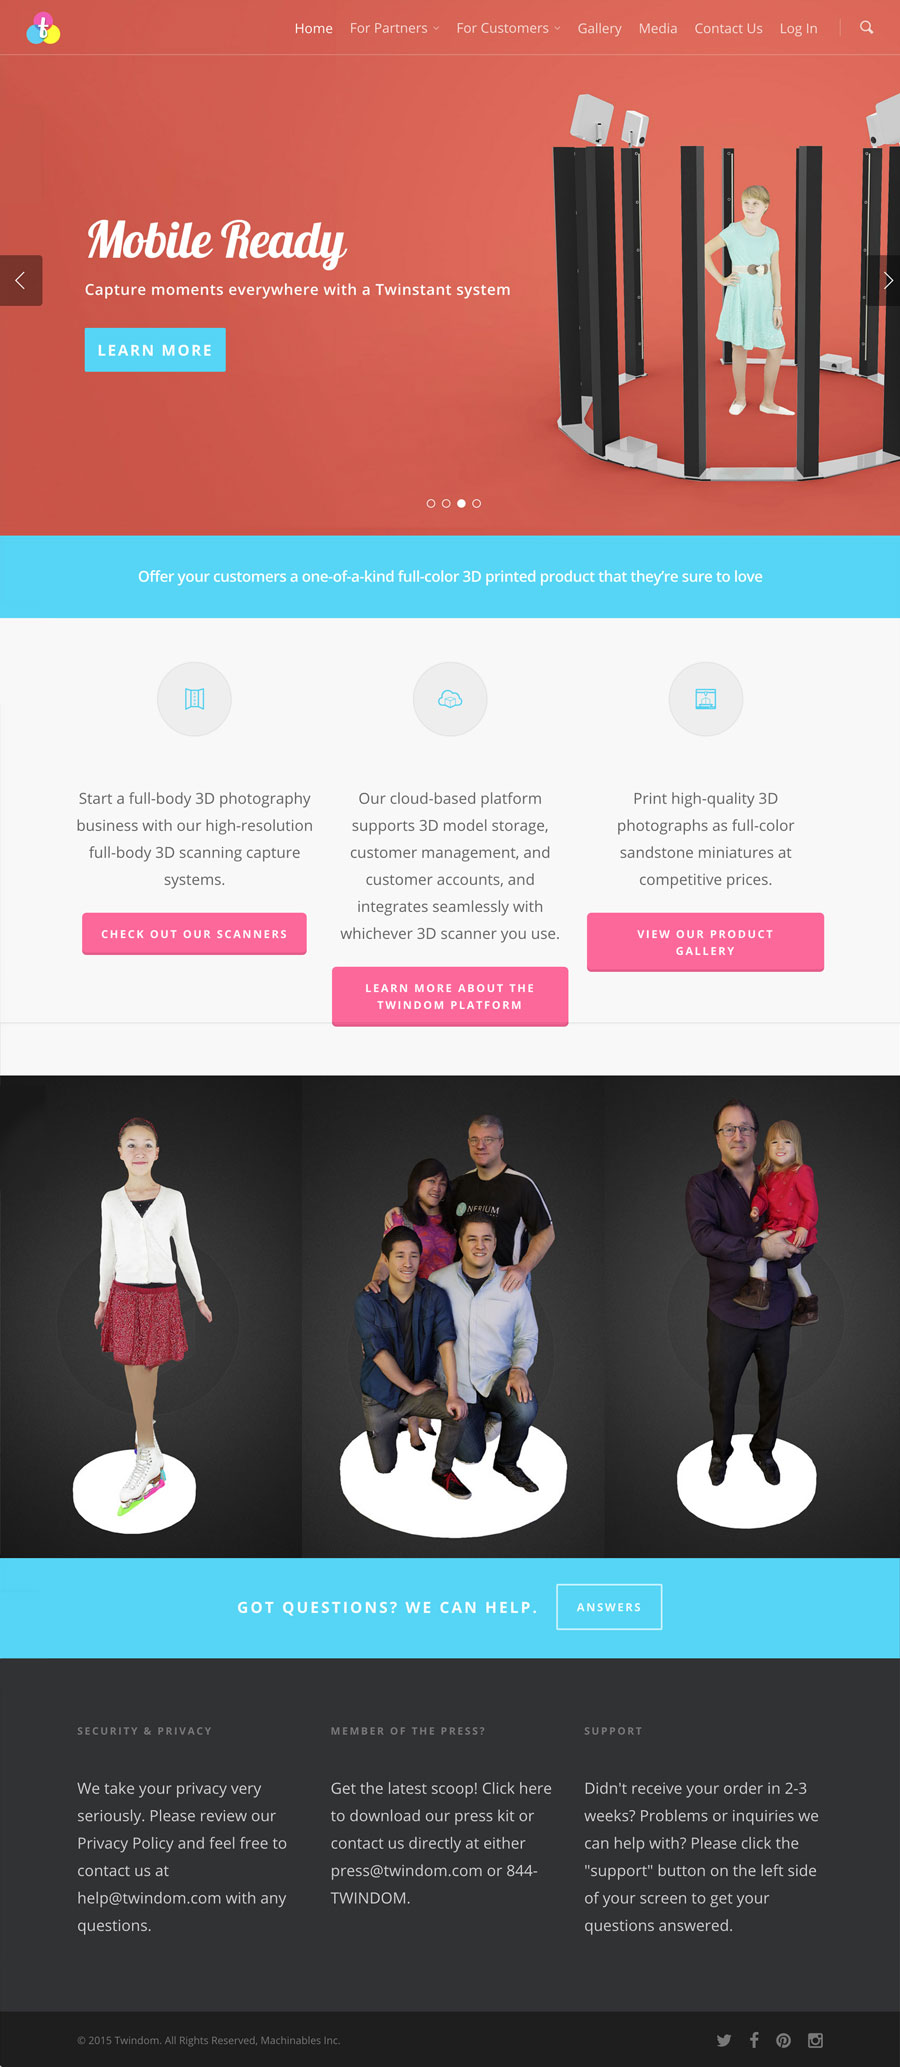 t
Home For Partners For Customers Gallery Media Contact Us Log In
Mobile Ready
Capture moments everywhere with a Twinstant system
LEARN MORE
Offer your customers a one-of-a-kind full-color 3D printed product that they're sure to love
Start a full-body 3D photography
business with our high-resolution
full-body 3D scanning capture
systems.
CHECK OUT OUR SCANNERS
Our cloud-based platform
supports 3D model storage,
customer management, and
customer accounts, and
integrates seamlessly with
whichever 3D scanner you use.
LEARN MORE ABOUT THE
TWINDOM PLATFORM
Print high-quality 3D
photographs as full-color
sandstone miniatures at
competitive prices.
VIEW OUR PRODUCT
GALLERY
NERIUM
GOT QUESTIONS? WE CAN HELP. ANSWERS
SECURITY & PRIVACY
We take your privacy very
seriously. Please review our
Privacy Policy and feel free to
contact us at
help@twindom.com with any
questions.
MEMBER OF THE PRESS?
Get the latest scoop! Click here
to download our press kit or
contact us directly at either
press@twindom.com or 844-
TWINDOM.
SUPPORT
Didn't receive your order in 2-3
weeks? Problems or inquiries we
can help with? Please click the
"support" button on the left side
of your screen to get your
questions answered.
© 2015 Twindom. All Rights Reserved, Machinables Inc.